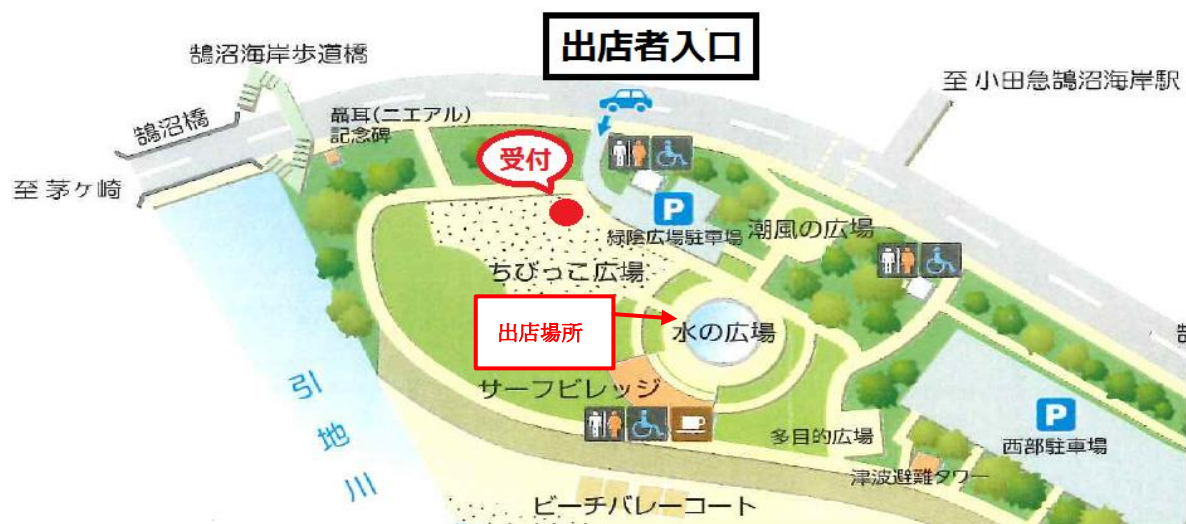 出店者入口
鵠沼海岸歩道橋
至 小田急鵠沼海岸駅
鵠沼橋
聶耳(ニエアル)
記念碑
受付
至 茅ヶ崎
P
緑陰広場駐車場
潮風の広場
ちびっこ広場
出店場所
水の広場
サーフビレッジ
引地川
P
多目的広場
西部駐車場
津波避難タワー
ビーチバレーコート